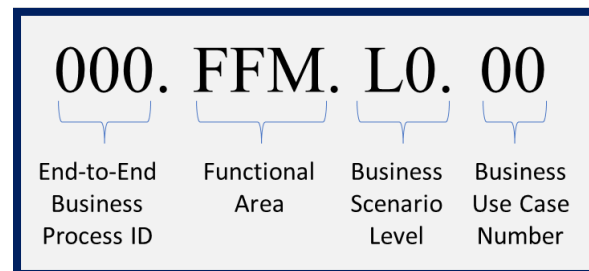 000. FFM. L0. 00
End-to-End Business Process ID
Functional Area
Business Scenario Level
Business Use Case Number